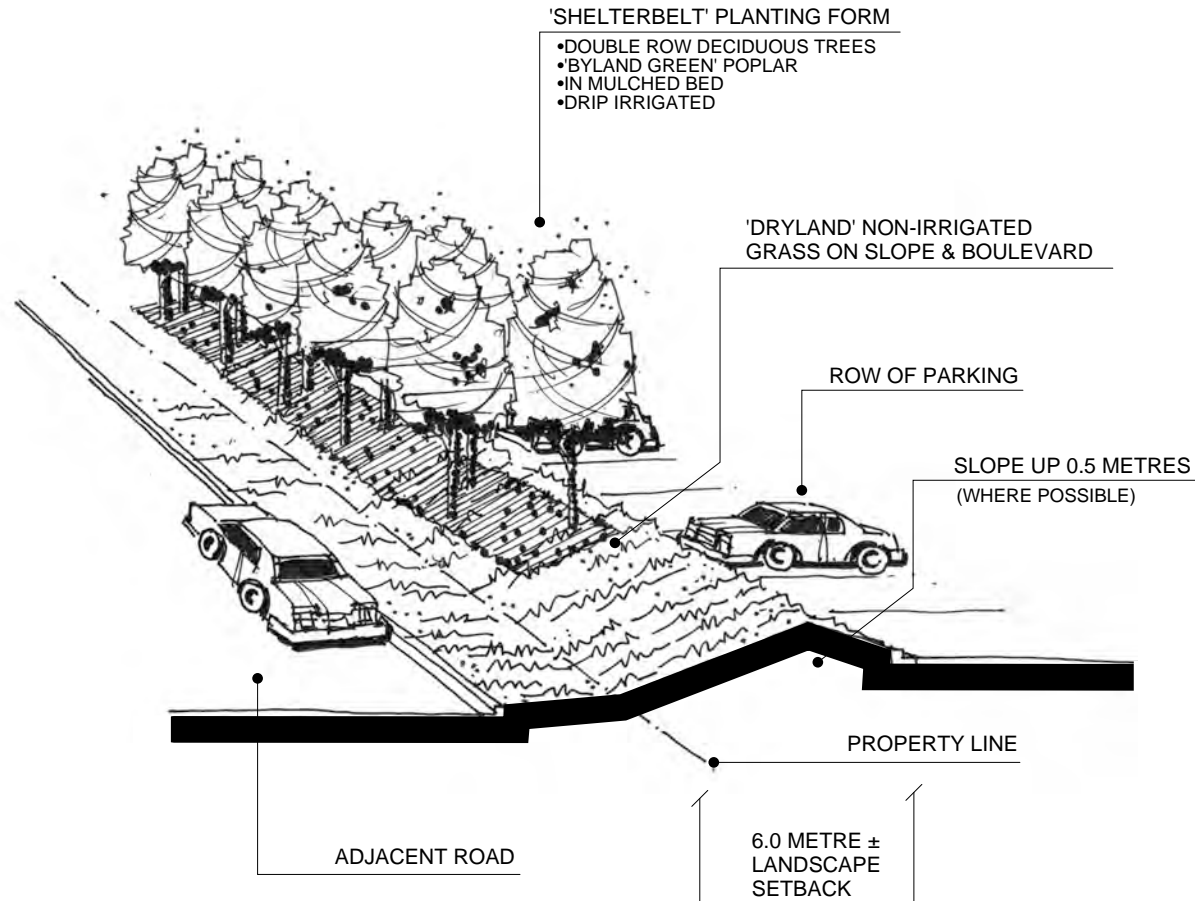 'SHELTERBELT' PLANTING FORM
•DOUBLE ROW DECIDUOUS TREES
•'BYLAND GREEN' POPLAR
•IN MULCHED BED
•DRIP IRRIGATED
'DRYLAND' NON-IRRIGATED
GRASS ON SLOPE & BOULEVARD
ROW OF PARKING
SLOPE UP 0.5 METRES
(WHERE POSSIBLE)
PROPERTY LINE
ADJACENT ROAD
6.0 METRE ±
LANDSCAPE
SETBACK